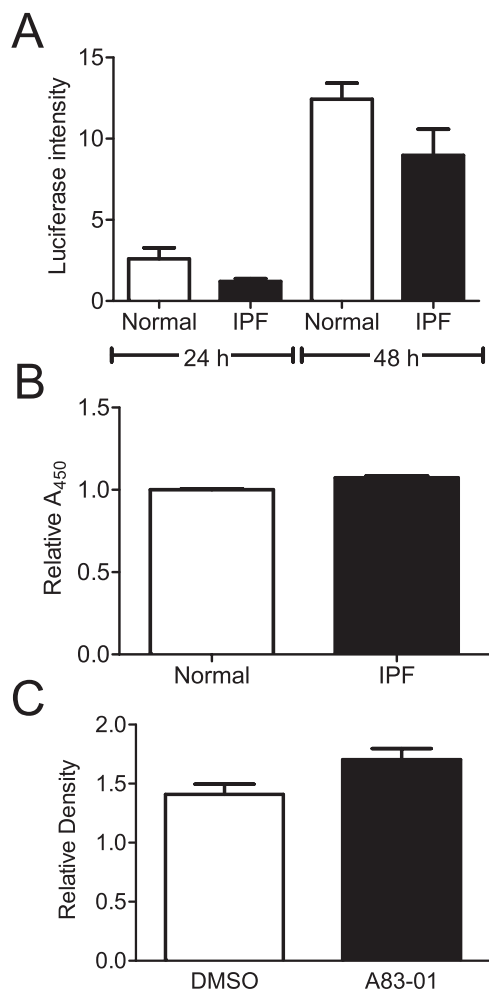 A
Luciferase intensity
15
10
5
0
Normal IPF Normal IPF
24 h 48 h
B
Relative A450
1.5
1.0
0.5
0.0
Normal IPF
C
Relative Density
2.0
1.5
1.0
0.5
0.0
DMSO A83-01